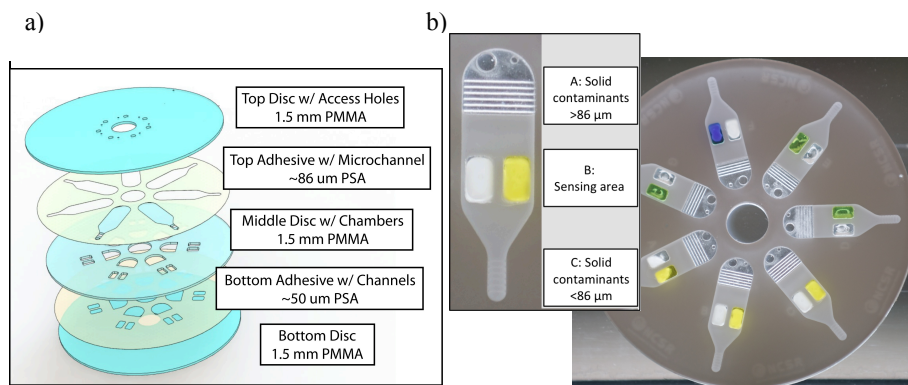 a)
Top Disc w/ Access Holes
1.5 mm PMMA
Top Adhesive w/ Microchannel
~86 um PSA
Middle Disc w/ Chambers
1.5 mm PMMA
Bottom Adhesive w/ Channels
~50 um PSA
Bottom Disc
1.5 mm PMMA
b)
A: Solid
contaminants
>86 µm
B:
Sensing area
C: Solid
contaminants
<86 µm